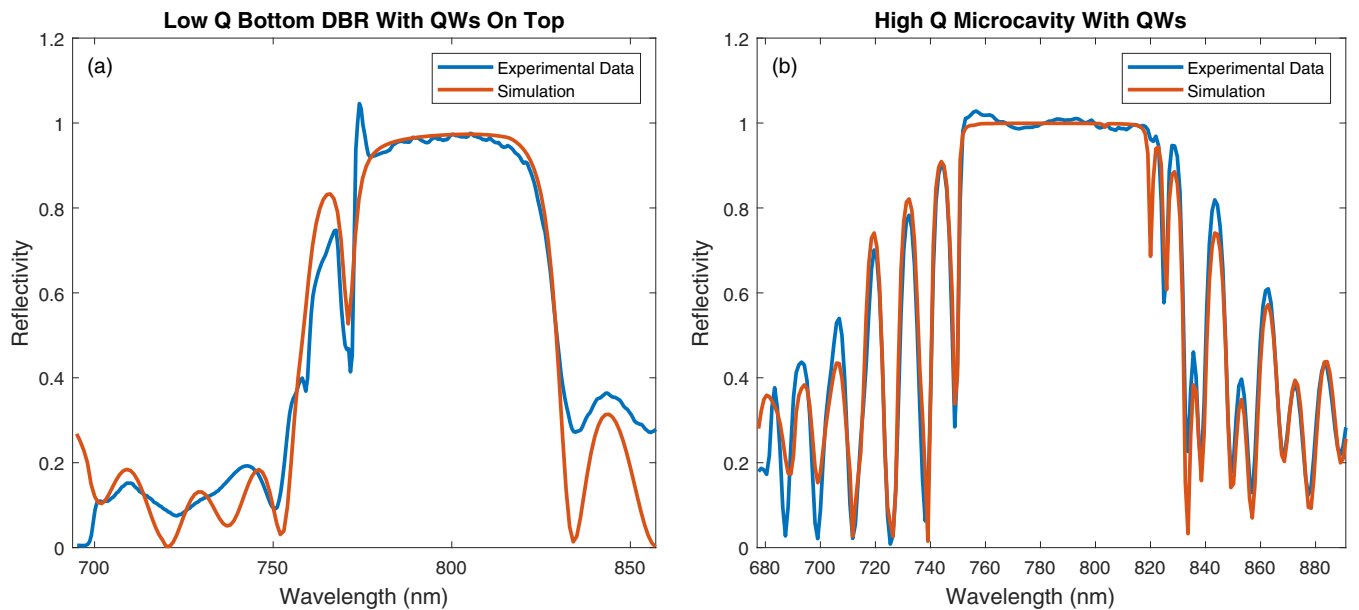 Low Q Bottom DBR With QWs On Top
(a)
Experimental Data
Simulation
1.2
1
0.8
0.6
0.4
0.2
0
Reflectivity
700
750
800
850
Wavelength (nm)
High Q Microcavity With QWs
(b)
Experimental Data
Simulation
1.2
1
0.8
0.6
0.4
0.2
0
Reflectivity
680
700
720
740
760
780
800
820
840
860
880
Wavelength (nm)